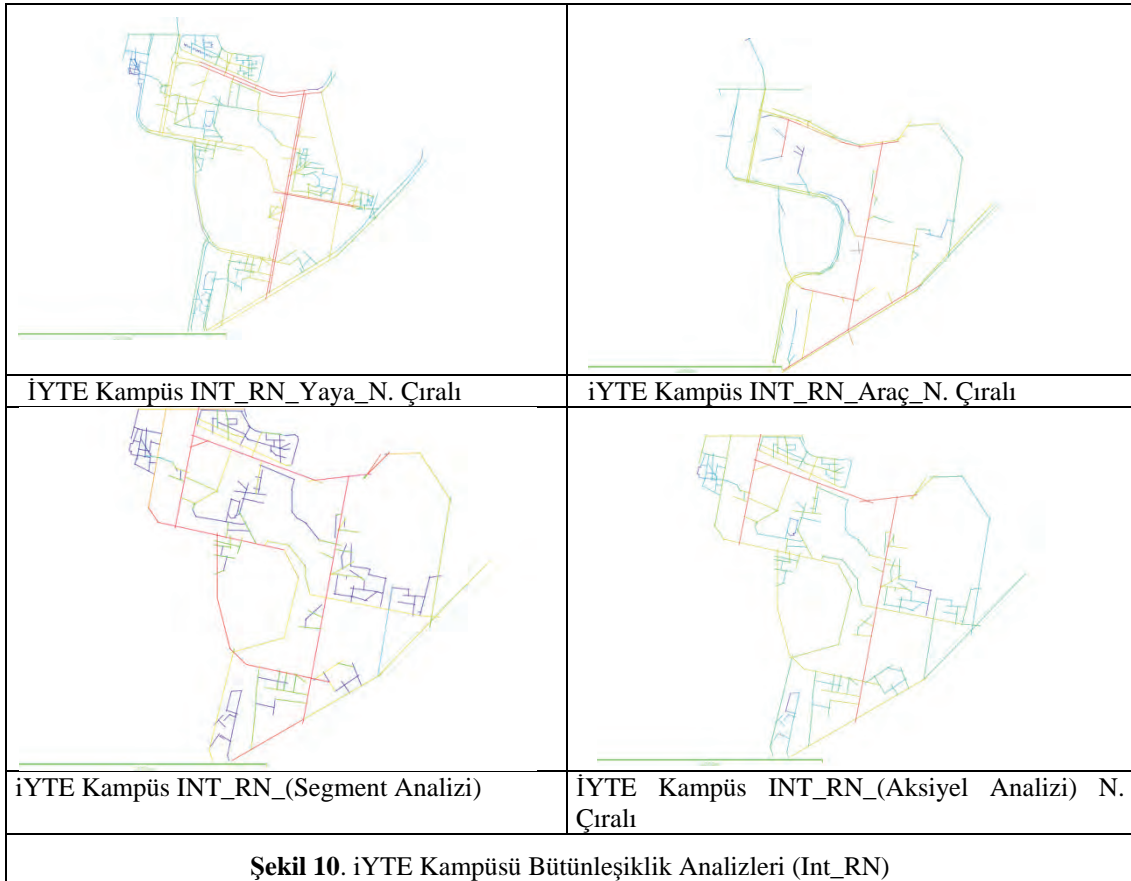 İYTE Kampüs INT_RN_Yaya_N. Çıralı
iYTE Kampüs INT_RN_Araç_N. Çıralı
iYTE Kampüs INT_RN_(Segment Analizi)
İYTE Kampüs INT_RN_(Aksiyel Analizi) N.
Çıralı
Şekil 10. iYTE Kampüsü Bütünleşiklik Analizleri (Int_RN)